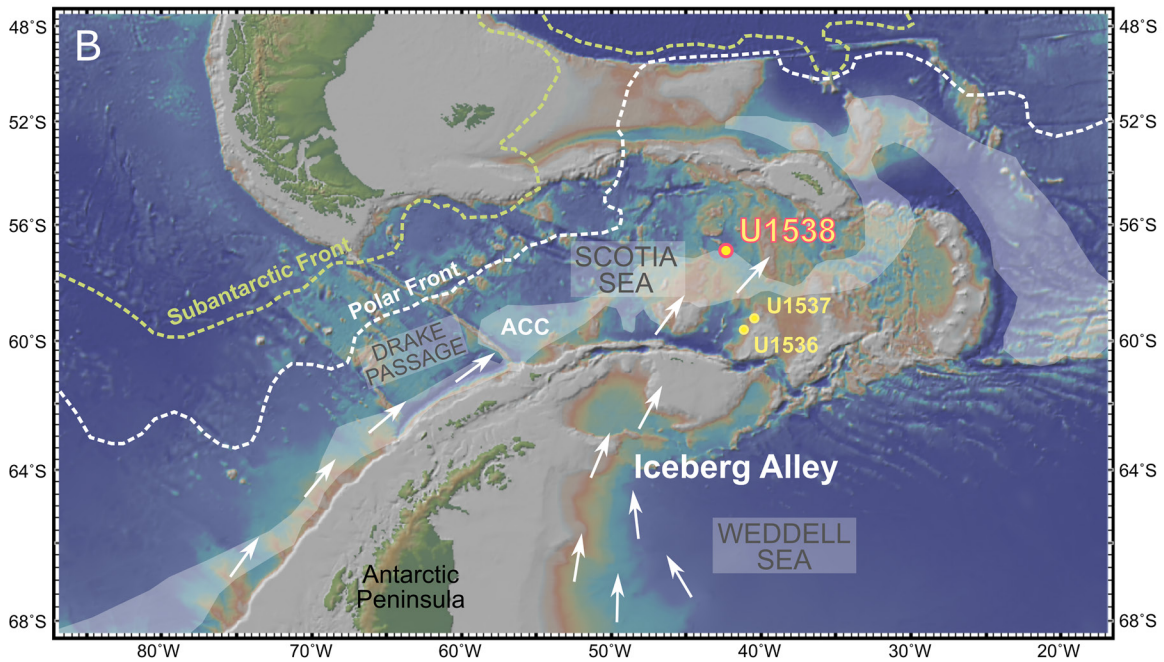 B
48°S
48°S
52°S
52°S
56°S
56°S
60°S
60°S
64°S
64°S
68°S
68°S
Subantarctic Front
Polar Front
U1538
SCOTIA
SEA
U1537
U1536
ACC
DRAKE
PASSAGE
Iceberg Alley
WEDDELL
SEA
Antarctic
Peninsula
80°W
70°W
60°W
50°W
40°W
30°W
20°W